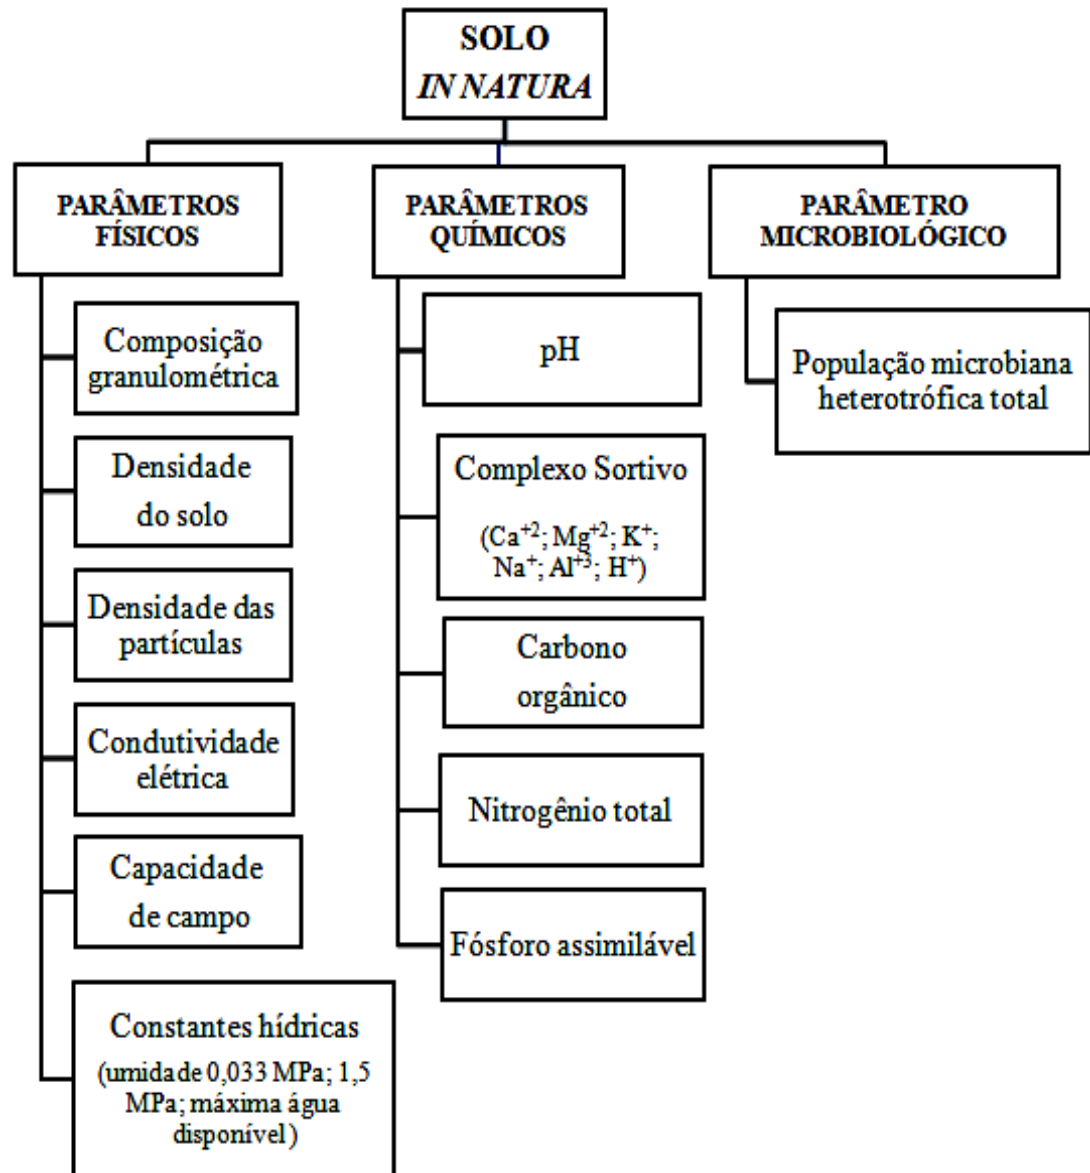 SOLO
IN NATURA
PARÂMETROS
FÍSICOS
Composição
granulométrica
Densidade
do solo
Densidade das
partículas
Condutividade
elétrica
Capacidade
de campo
Constantes hídricas
(umidade 0,033 MPa; 1,5
MPa; máxima água
disponível)
PARÂMETROS
QUÍMICOS
pH
Complexo Sortivo
(Ca⁺²; Mg⁺²; K⁺;
Na⁺; Al⁺³; H⁺)
Carbono
orgânico
Nitrogênio total
Fósforo assimilável
PARÂMETRO
MICROBIOLÓGICO
População microbiana
heterotrófica total